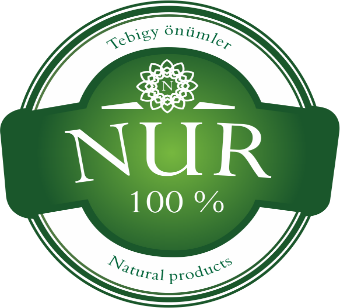 Tebigy önümler
N
NUR
100 %
Natural products